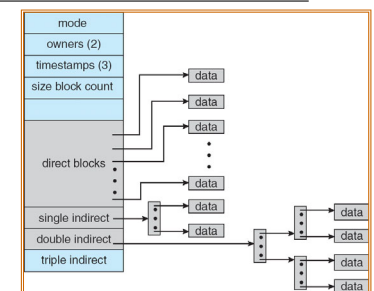 mode
owners (2)
timestamps (3)
size block count
direct blocks
single indirect
double indirect
triple indirect
data
data
data
data
data
data
data
data
data
data